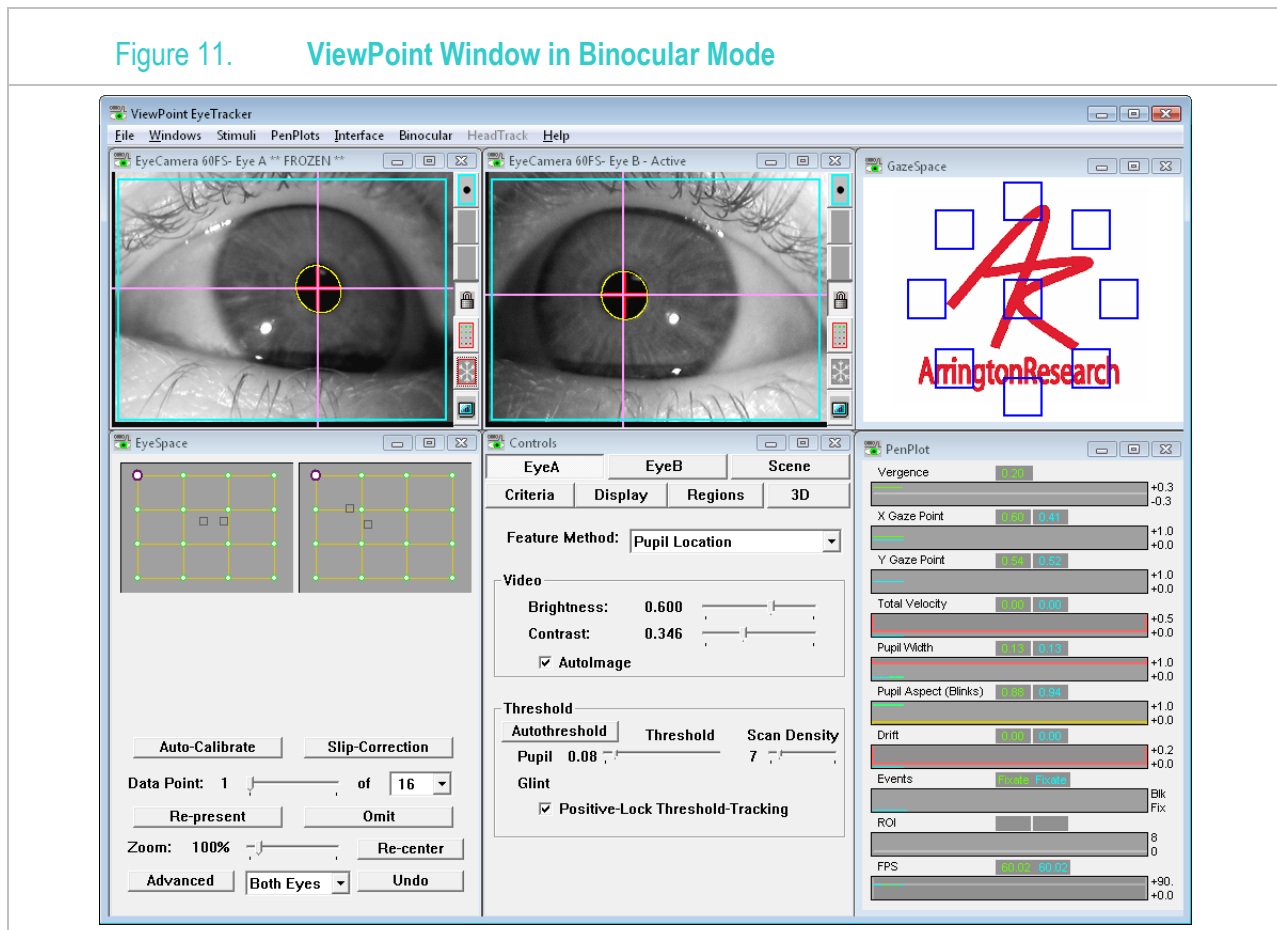 Figure 11. ViewPoint Window in Binocular Mode
ViewPoint EyeTracker
File Windows Stimuli PenPlots Interface Binocular HeadTrack Help
EyeCamera 60FS- Eye A ** FROZEN **
EyeCamera 60FS- Eye B - Active
GazeSpace
ArringtonResearch
EyeSpace
Auto-Calibrate Slip-Correction
Data Point: 1 of 16
Re-present Omit
Zoom: 100% Re-center
Advanced Both Eyes Undo
Controls
EyeA EyeB Scene
Criteria Display Regions 3D
Feature Method: Pupil Location
Video
Brightness: 0.600
Contrast: 0.346
AutoImage
Threshold
Autothreshold Threshold Scan Density
Pupil 0.08 7
Glint
Positive-Lock Threshold-Tracking
PenPlot
Vergence 0.20
+0.3
-0.3
X Gaze Point 0.60 0.41
+1.0
+0.0
Y Gaze Point 0.54 0.52
+1.0
+0.0
Total Velocity 0.00 0.00
+0.5
+0.0
Pupil Width 0.13 0.13
+1.0
+0.0
Pupil Aspect (Blinks) 0.94
+1.0
+0.0
Drift 0.00 0.00
+0.2
+0.0
Events Fixate Fixate
Blk
Fix
ROI
8
0
FPS 60.02 60.02
+90.
+0.0